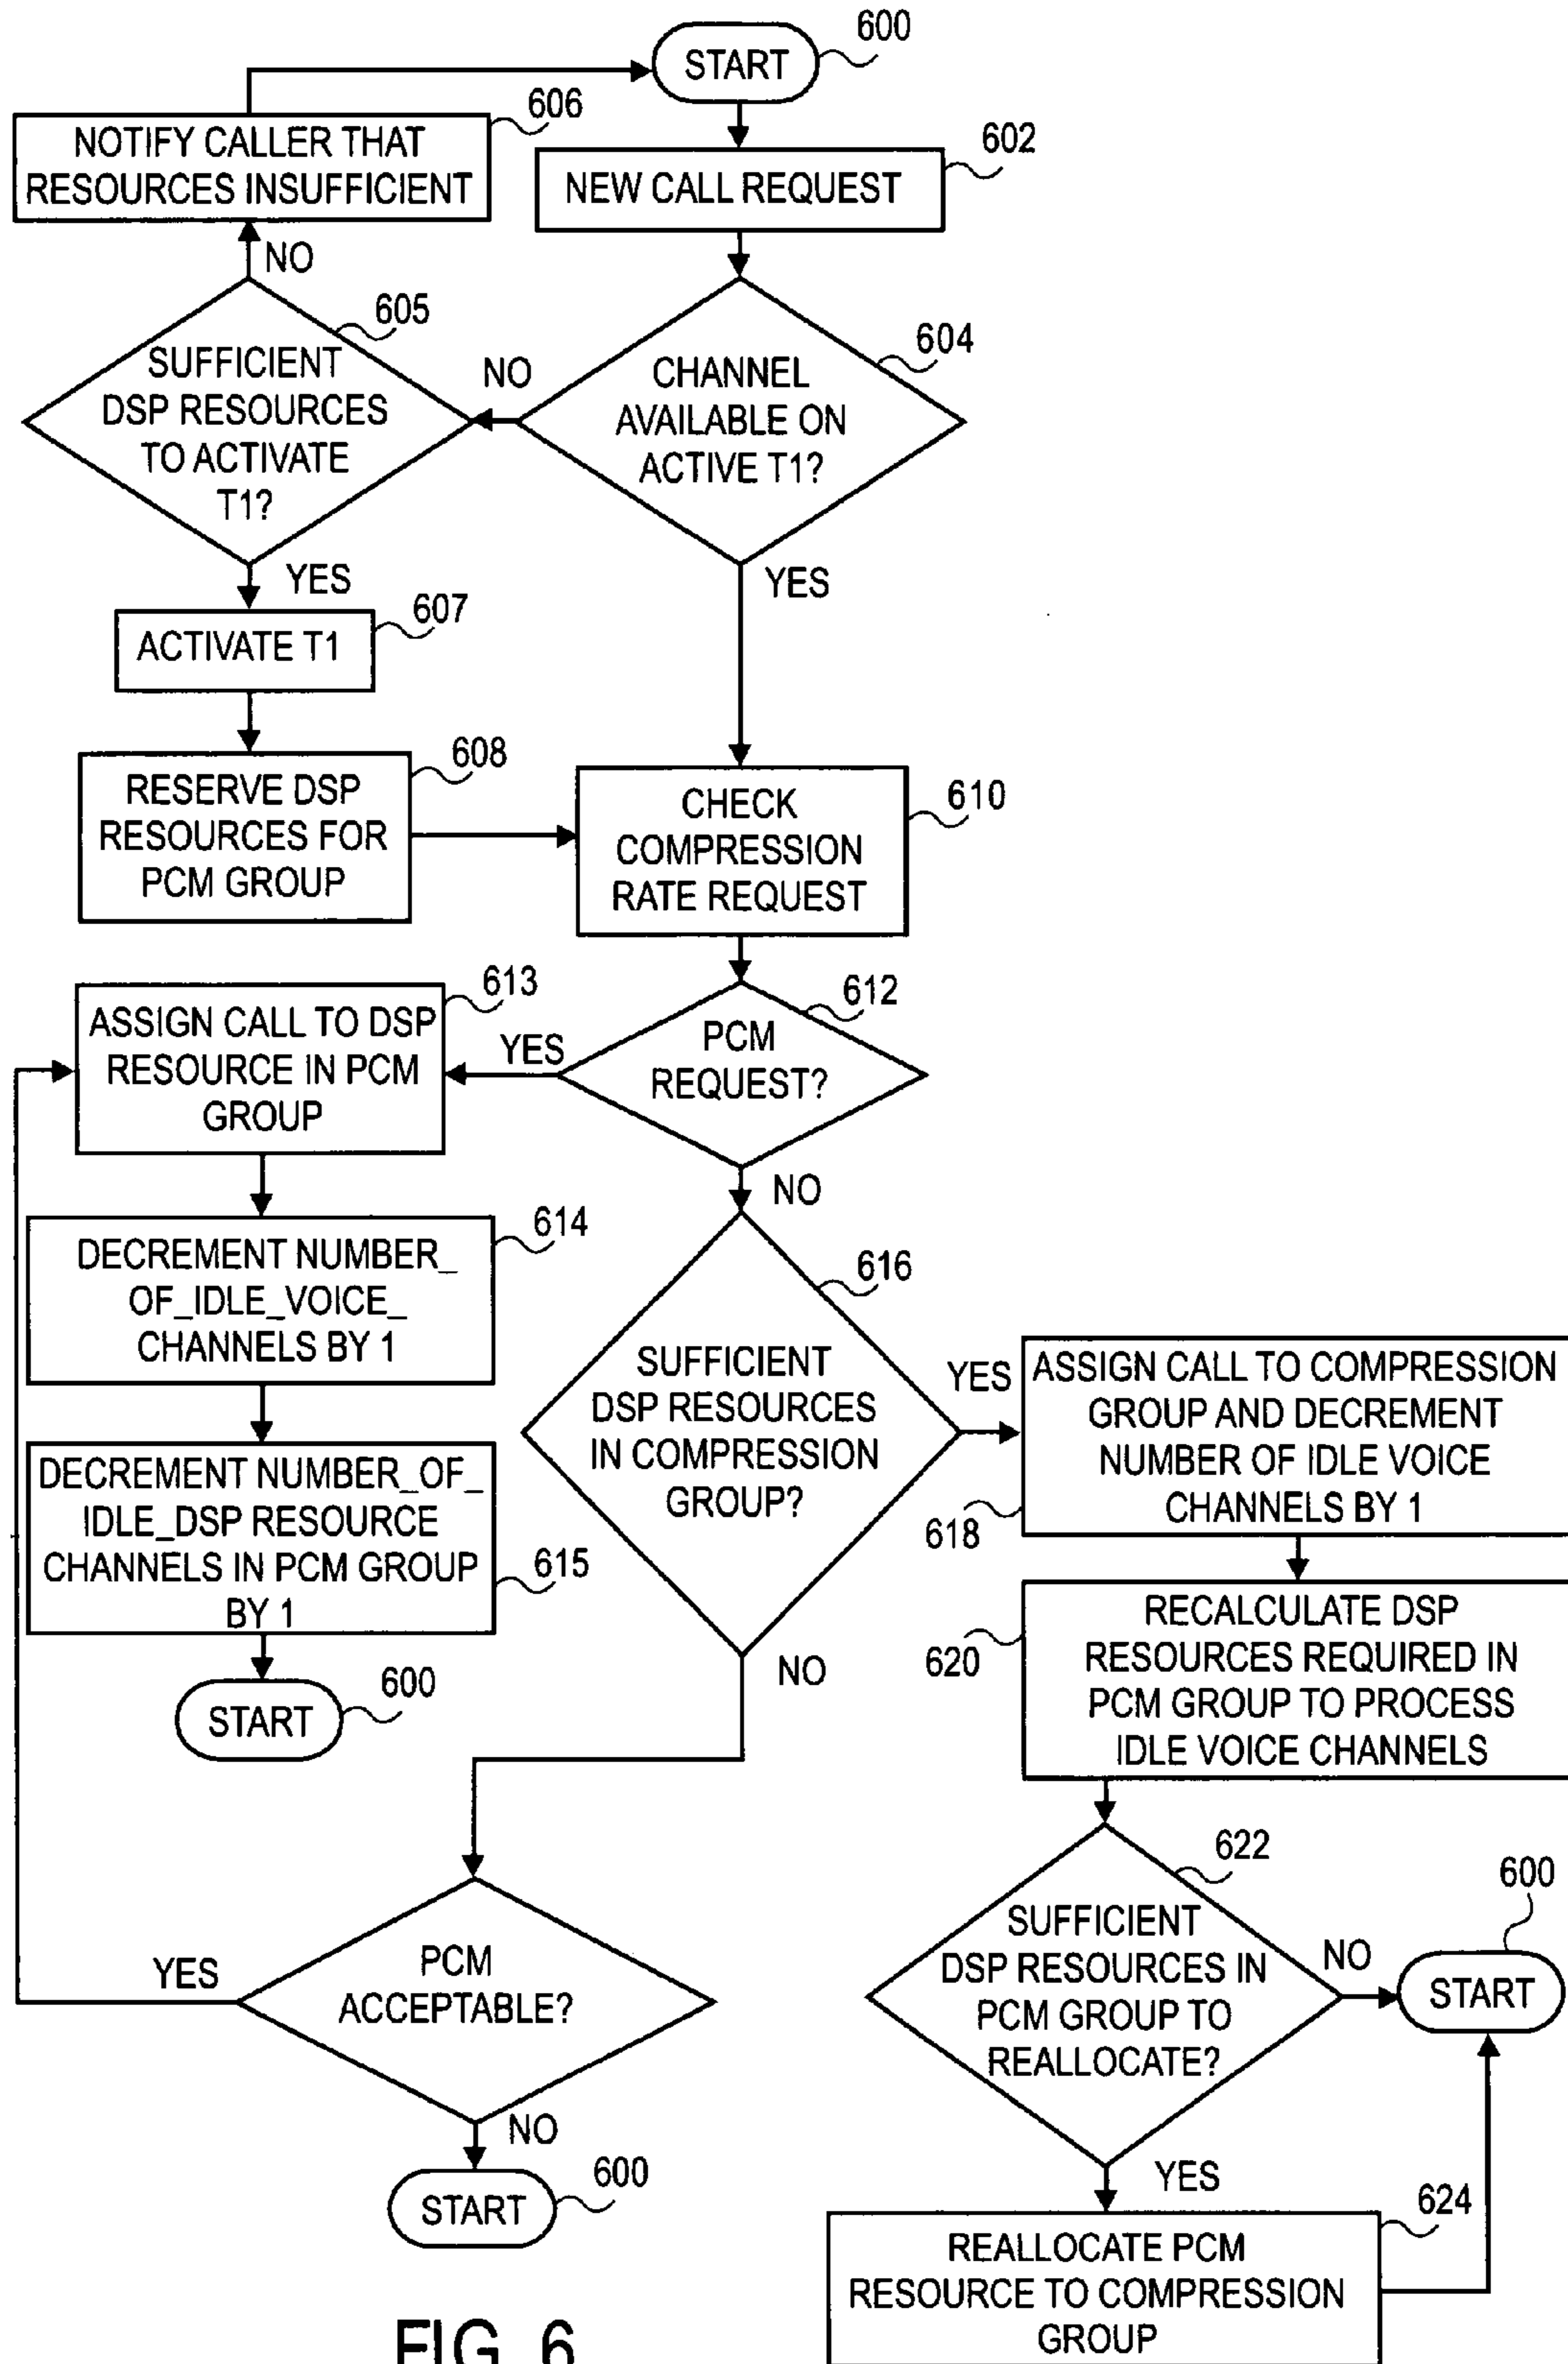 START
600
NOTIFY CALLER THAT
RESOURCES INSUFFICIENT
606
NEW CALL REQUEST
602
NO
SUFFICIENT
DSP RESOURCES
TO ACTIVATE
T1?
605
NO
CHANNEL
AVAILABLE ON
ACTIVE T1?
604
YES
YES
ACTIVATE T1
607
RESERVE DSP
RESOURCES FOR
PCM GROUP
608
CHECK
COMPRESSION
RATE REQUEST
610
ASSIGN CALL TO DSP
RESOURCE IN PCM
GROUP
613
YES
PCM
REQUEST?
612
NO
DECREMENT NUMBER_
OF_IDLE_VOICE_
CHANNELS BY 1
614
DECREMENT NUMBER_OF_
IDLE_DSP RESOURCE
CHANNELS IN PCM GROUP
BY 1
615
START
600
SUFFICIENT
DSP RESOURCES
IN COMPRESSION
GROUP?
616
YES
NO
ASSIGN CALL TO COMPRESSION
GROUP AND DECREMENT
NUMBER OF IDLE VOICE
CHANNELS BY 1
618
RECALCULATE DSP
RESOURCES REQUIRED IN
PCM GROUP TO PROCESS
IDLE VOICE CHANNELS
620
YES
PCM
ACCEPTABLE?
NO
START
600
SUFFICIENT
DSP RESOURCES IN
PCM GROUP TO
REALLOCATE?
622
NO
START
600
YES
REALLOCATE PCM
RESOURCE TO COMPRESSION
GROUP
624
FIG. 6